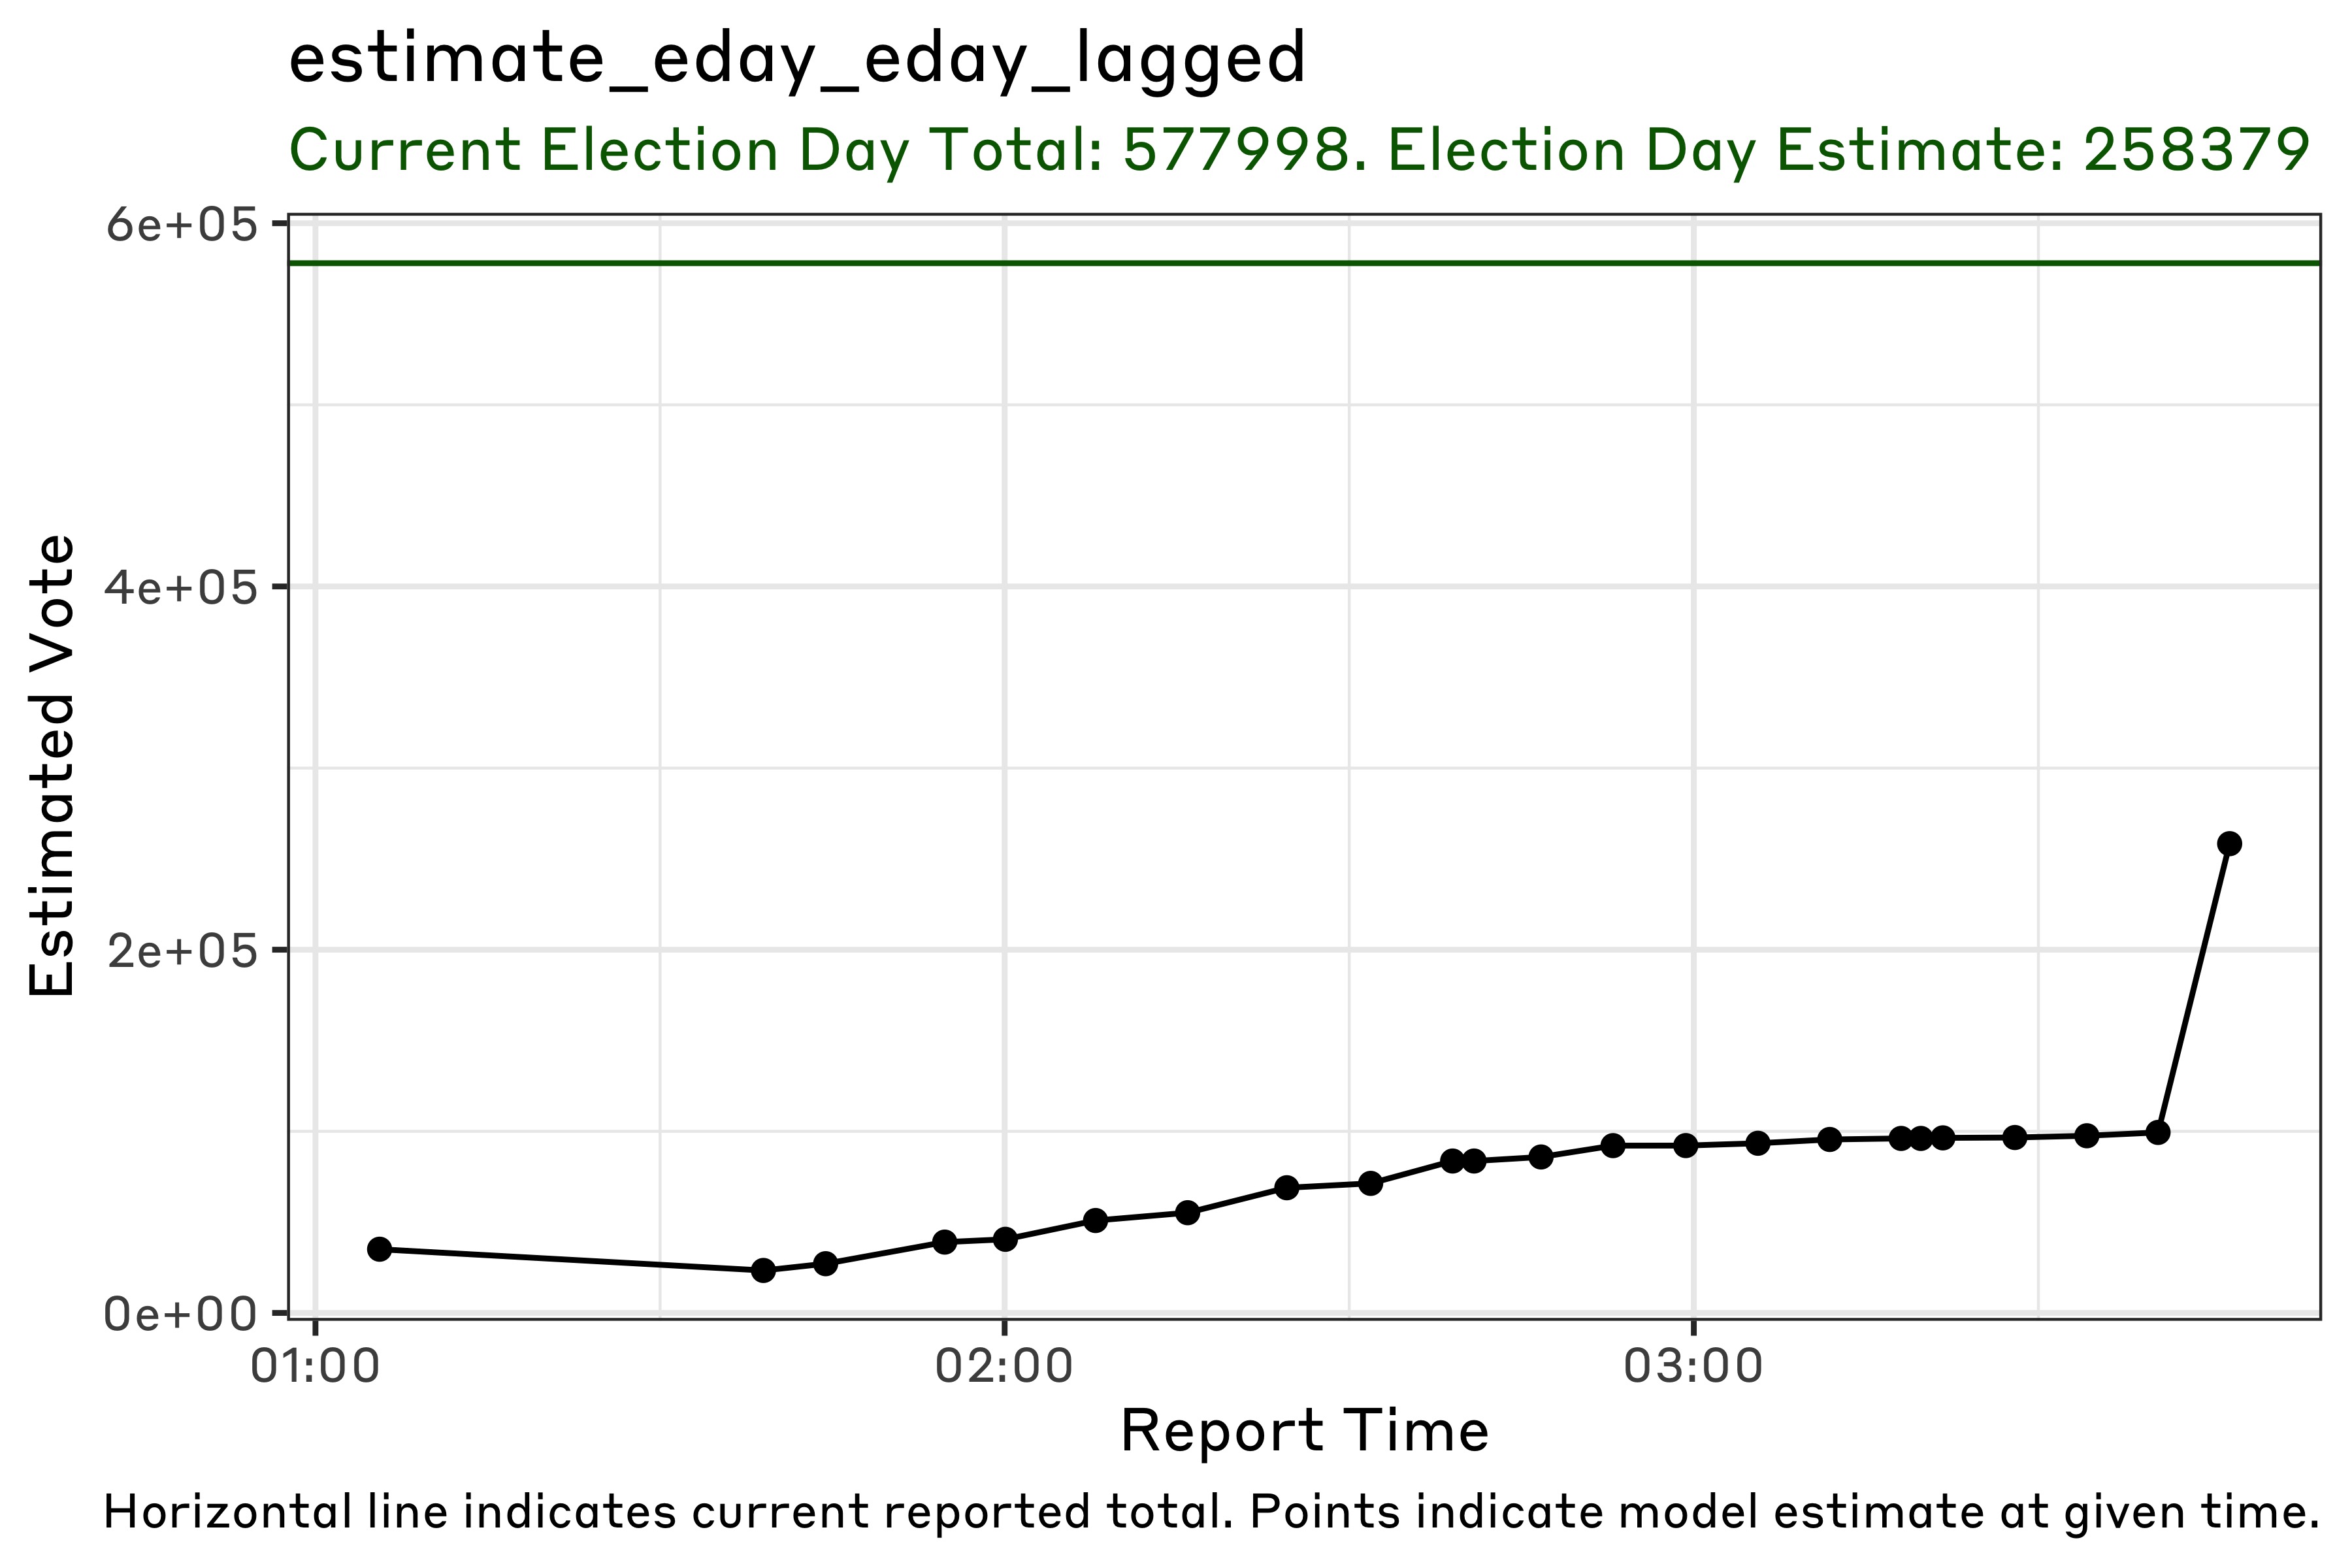 estimate_eday_eday_lagged
Current Election Day Total: 577998. Election Day Estimate: 258379
6e+05
4e+05
2e+05
0e+00
Estimated Vote
01:00 02:00 03:00
Report Time
Horizontal line indicates current reported total. Points indicate model estimate at given time.